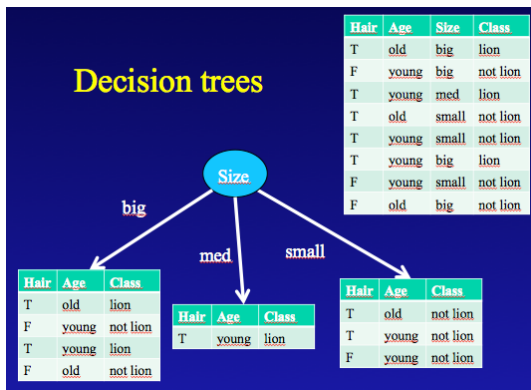 Decision trees
Hair Age Size Class
T old big lion
F young big not lion
T young med lion
T old small not lion
T young small not lion
T young big lion
F young small not lion
F old big not lion
Size
big
med
small
Hair Age Class
T old lion
F young not lion
T young lion
F old not lion
Hair Age Class
T young lion
Hair Age Class
T old not lion
T young not lion
F young not lion